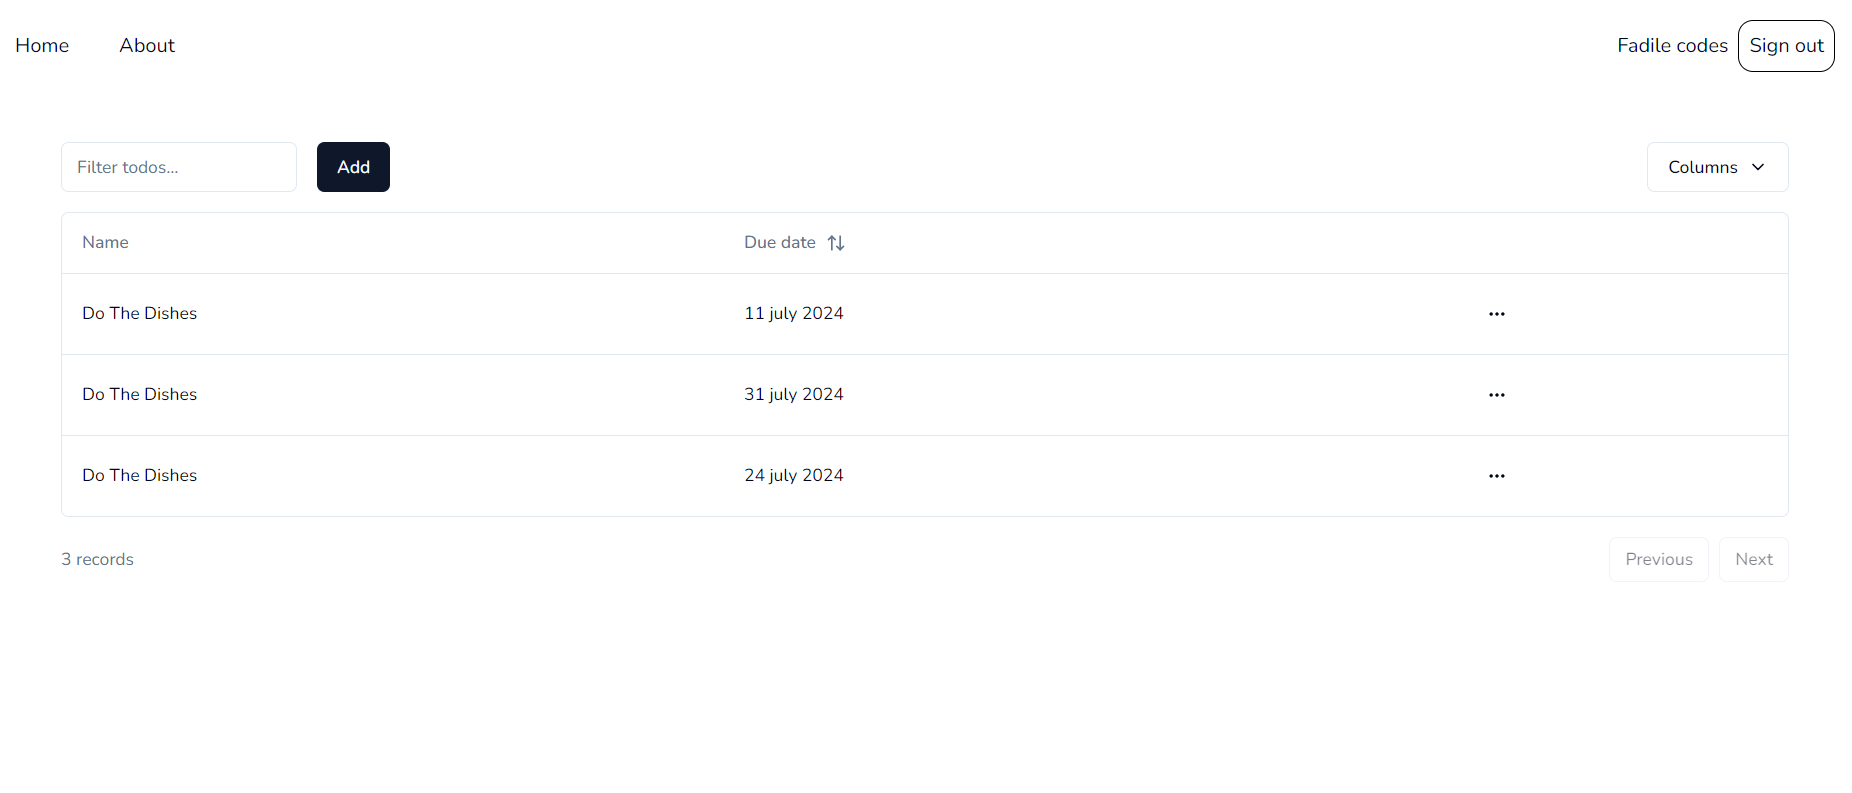 Home About Fadile codes Sign out
Filter todos... Add Columns
Name Due date
Do The Dishes 11 july 2024 ...
Do The Dishes 31 july 2024 ...
Do The Dishes 24 july 2024 ...
3 records Previous Next